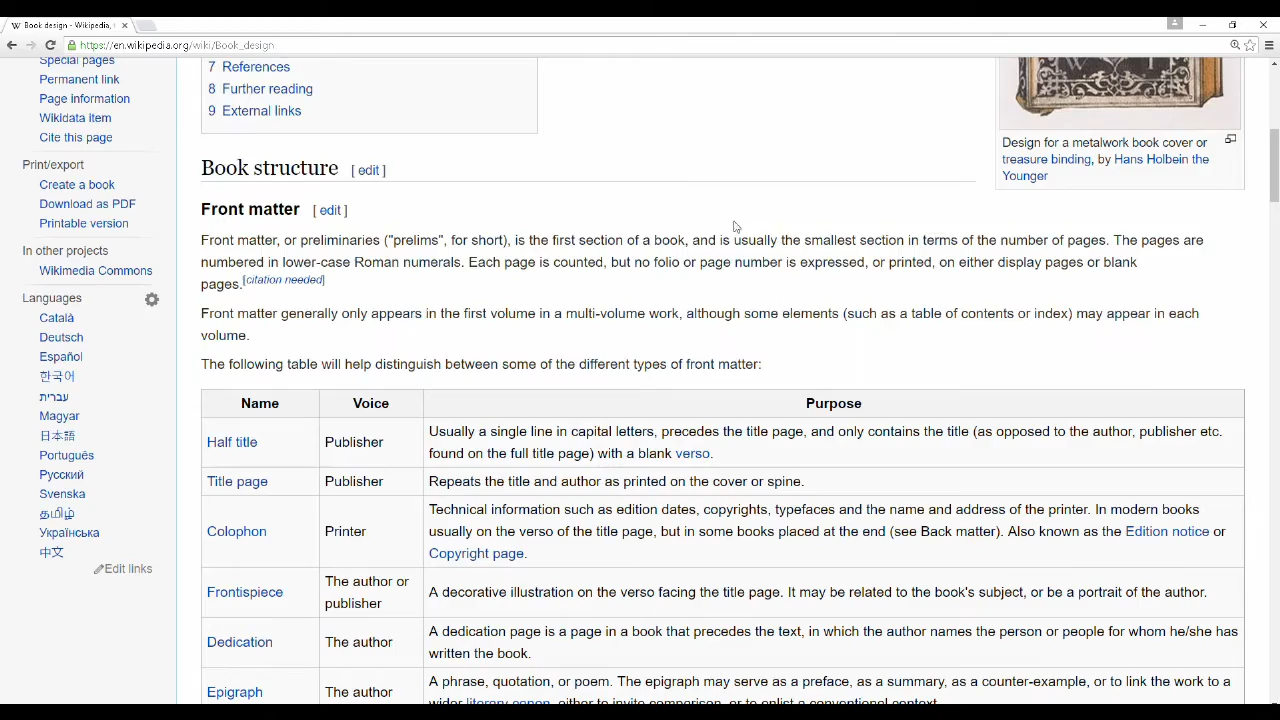 Book design - Wikipedia, t
https://en.wikipedia.org/wiki/Book_design
Special pages
Permanent link
Page information
Wikidata item
Cite this page
Print/export
Create a book
Download as PDF
Printable version
In other projects
Wikimedia Commons
Languages
Català
Deutsch
Español
한국어
עברית
Magyar
日本語
Português
Русский
Svenska
தமிழ்
Українська
中文
Edit links
7 References
8 Further reading
9 External links
Design for a metalwork book cover or
treasure binding, by Hans Holbein the
Younger
Book structure [ edit ]
Front matter [ edit ]
Front matter, or preliminaries ("prelims", for short), is the first section of a book, and is usually the smallest section in terms of the number of pages. The pages are
numbered in lower-case Roman numerals. Each page is counted, but no folio or page number is expressed, or printed, on either display pages or blank
pages.[citation needed]
Front matter generally only appears in the first volume in a multi-volume work, although some elements (such as a table of contents or index) may appear in each
volume.
The following table will help distinguish between some of the different types of front matter:
Name Voice Purpose
Half title Publisher Usually a single line in capital letters, precedes the title page, and only contains the title (as opposed to the author, publisher etc.
found on the full title page) with a blank verso.
Title page Publisher Repeats the title and author as printed on the cover or spine.
Colophon Printer Technical information such as edition dates, copyrights, typefaces and the name and address of the printer. In modern books
usually on the verso of the title page, but in some books placed at the end (see Back matter). Also known as the Edition notice or
Copyright page.
Frontispiece The author or
publisher A decorative illustration on the verso facing the title page. It may be related to the book's subject, or be a portrait of the author.
Dedication The author A dedication page is a page in a book that precedes the text, in which the author names the person or people for whom he/she has
written the book.
Epigraph The author A phrase, quotation, or poem. The epigraph may serve as a preface, as a summary, as a counter-example, or to link the work to a
wider literary canon, either to invite comparison, or to enlist a conventional context.